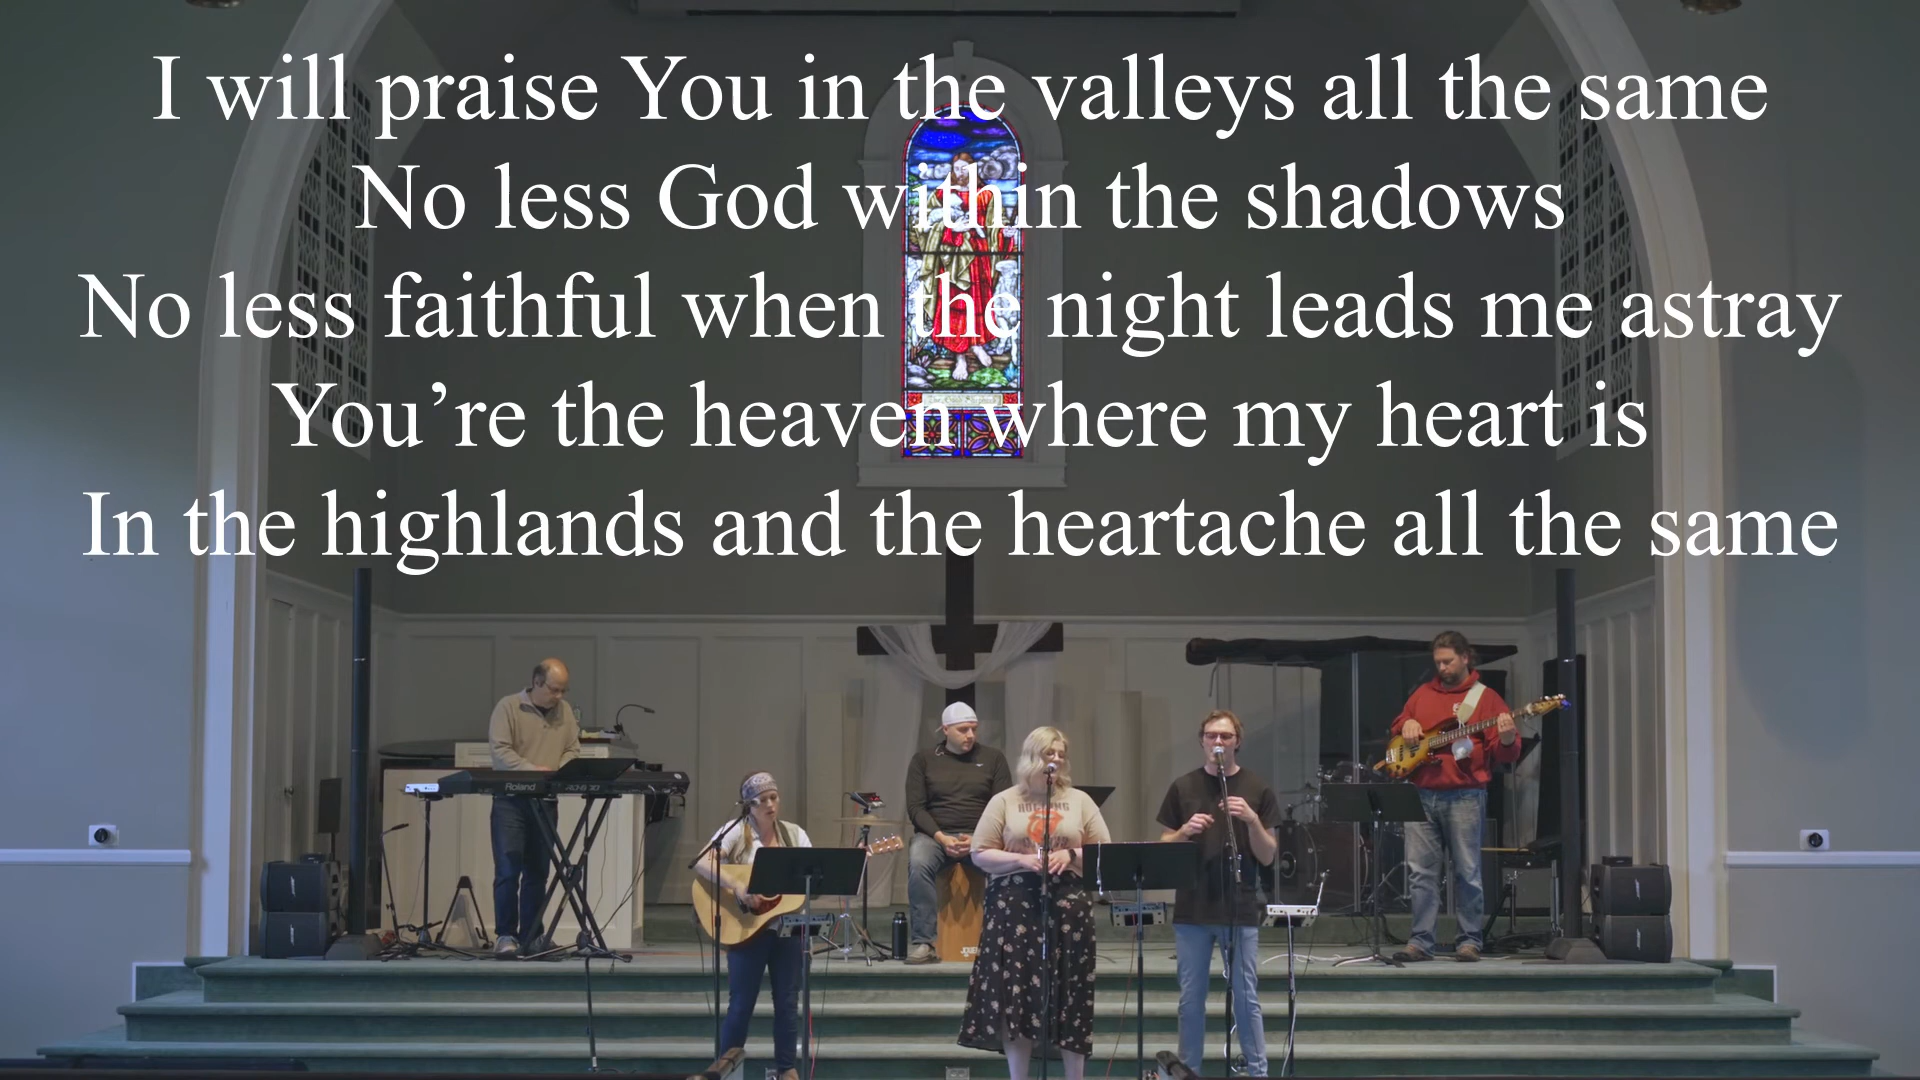 I will praise You in the valleys all the same
No less God within the shadows
No less faithful when the night leads me astray
You’re the heaven where my heart is
In the highlands and the heartache all the same
Roland